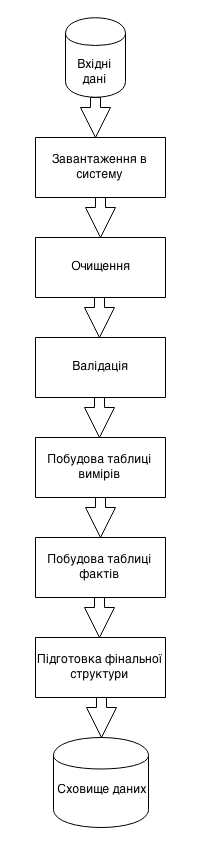 Вхідні
дані
Завантаження в
систему
Очищення
Валідація
Побудова таблиці
вимірів
Побудова таблиці
фактів
Підготовка фінальної
структури
Сховище даних